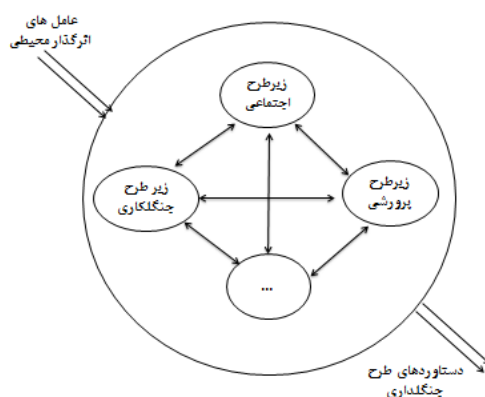 عامل های
اثرگذار محیطی
زیرطرح
اجتماعی
زیر طرح
جنگلکاری
زیرطرح
پرورشی
...
دستاوردهای طرح
جنگلداری